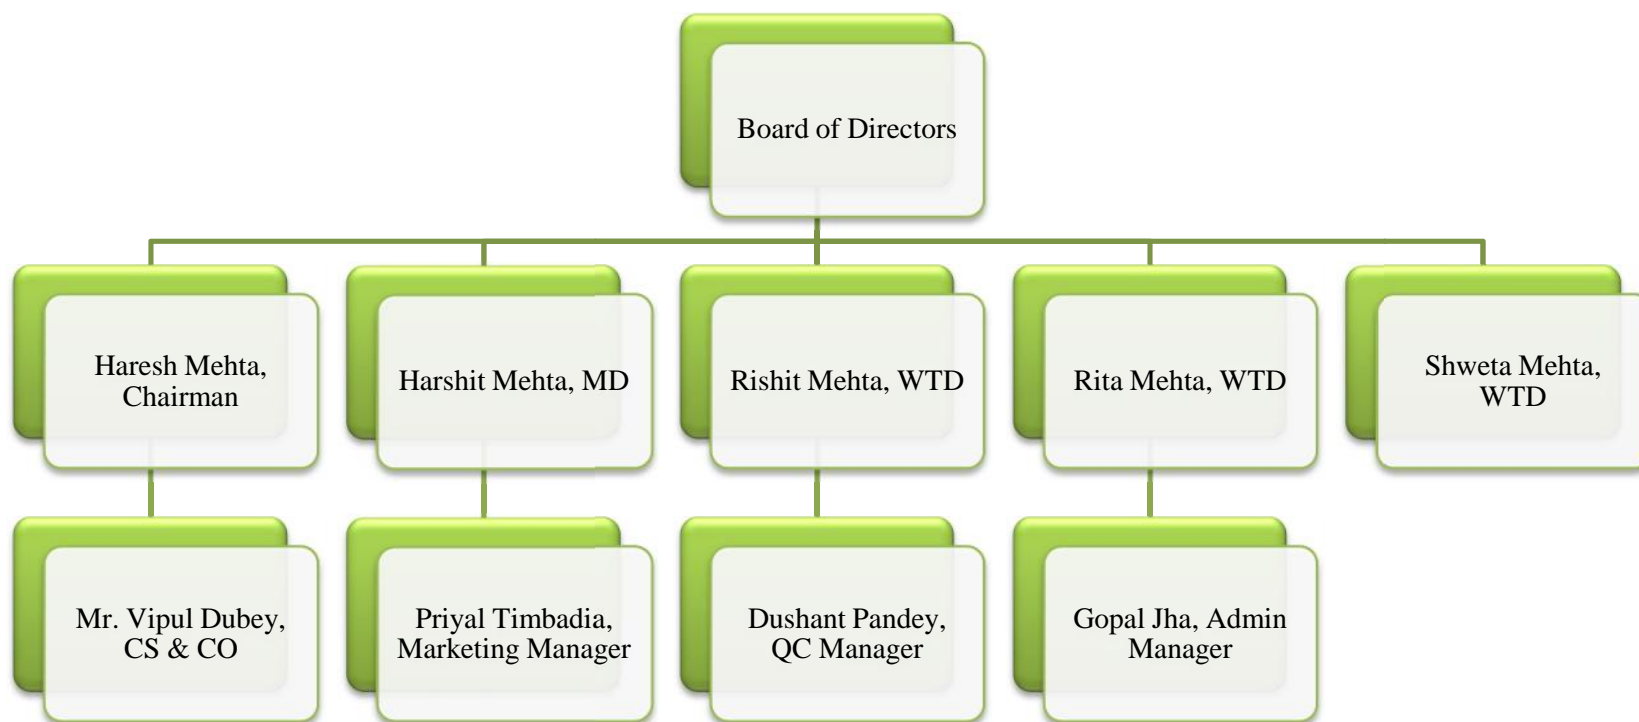 Board of Directors
Haresh Mehta,
Chairman
Harshit Mehta, MD
Rishit Mehta, WTD
Rita Mehta, WTD
Shweta Mehta,
WTD
Mr. Vipul Dubey,
CS & CO
Priyal Timbadia,
Marketing Manager
Dushant Pandey,
QC Manager
Gopal Jha, Admin
Manager